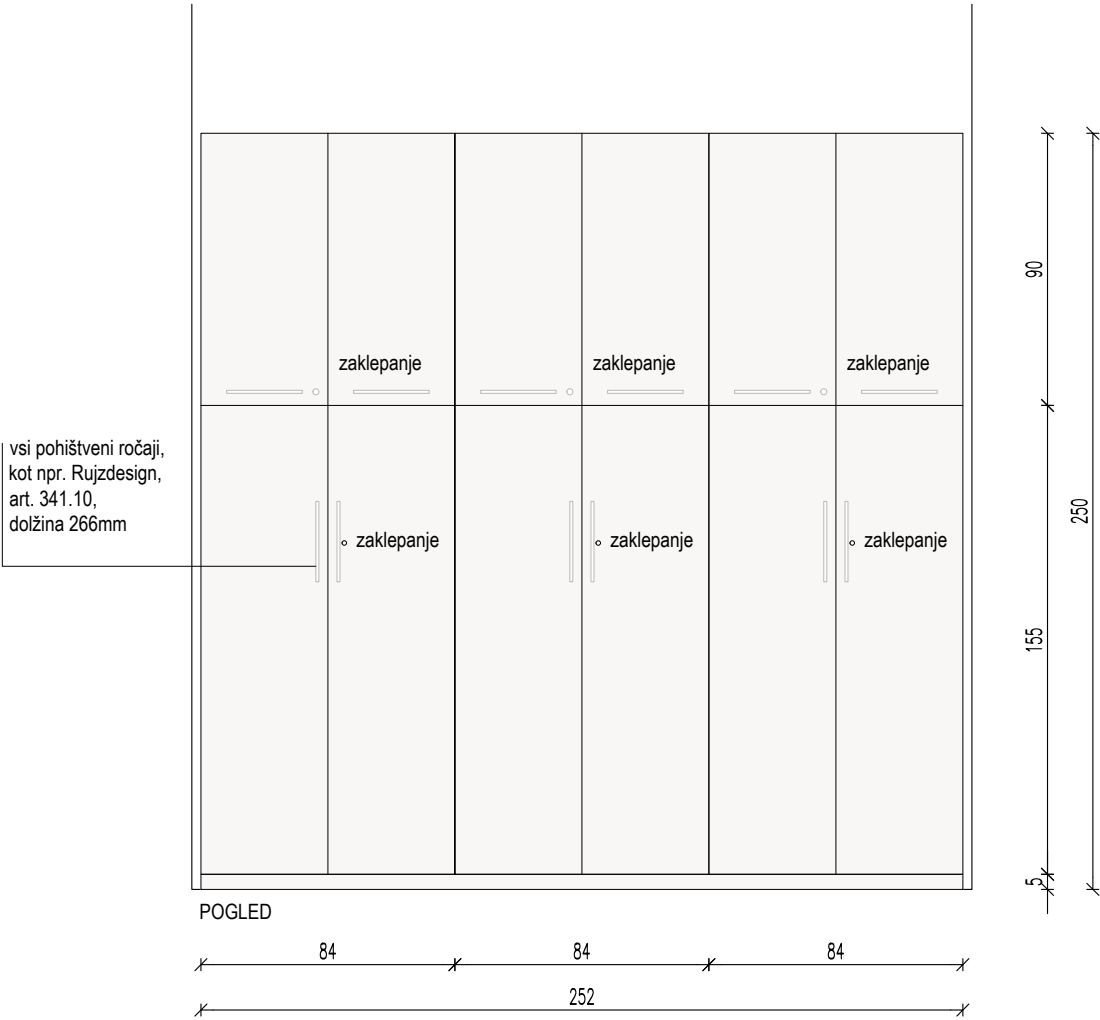 90
zaklepanje
zaklepanje
zaklepanje
vsi pohištveni ročaji,
kot npr. Rujzdesign,
art. 341.10,
dolžina 266mm
250
zaklepanje
zaklepanje
zaklepanje
155
5
POGLED
84
84
84
252